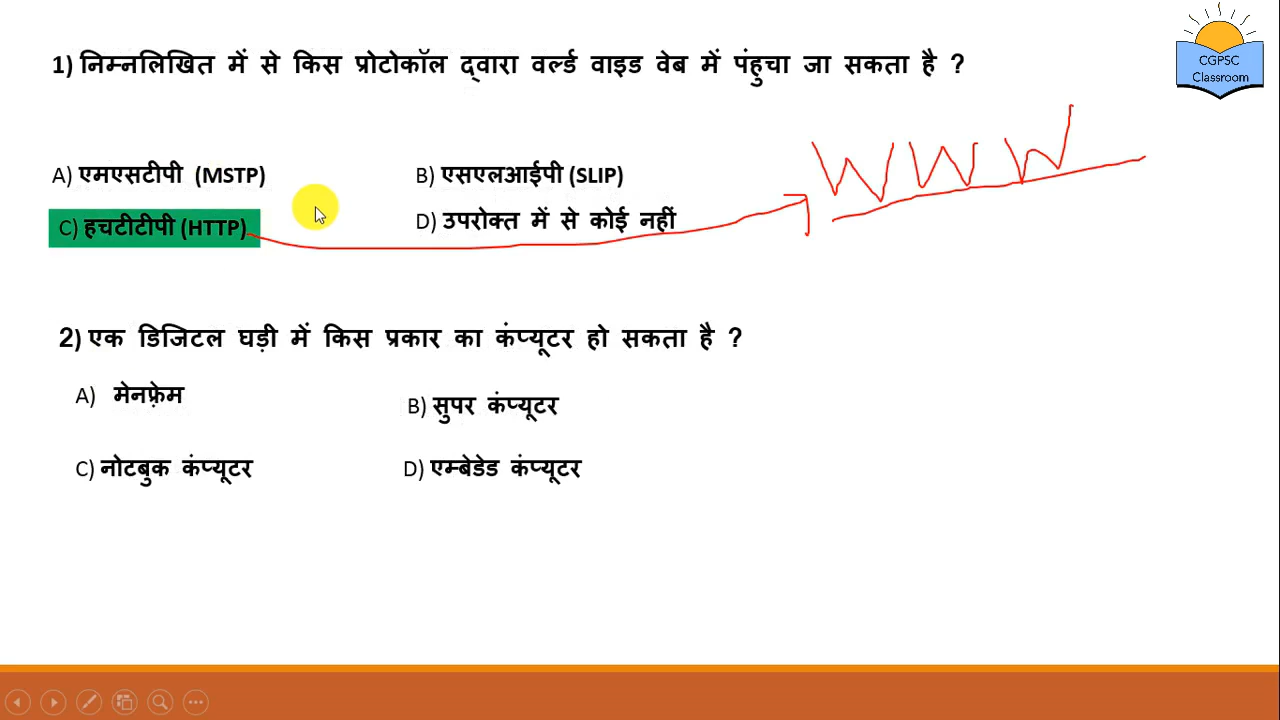 CGPSC
Classroom
1) निम्नलिखित में से किस प्रोटोकॉल द्वारा वर्ल्ड वाइड वेब में पंहुचा जा सकता है ?
WWW
A) एमएसटीपी (MSTP)
B) एसएलआईपी (SLIP)
C) हचटीटीपी (HTTP)
D) उपरोक्त में से कोई नहीं
2) एक डिजिटल घड़ी में किस प्रकार का कंप्यूटर हो सकता है ?
A) मेनफ़्रेम
B) सुपर कंप्यूटर
C) नोटबुक कंप्यूटर
D) एम्बेडेड कंप्यूटर